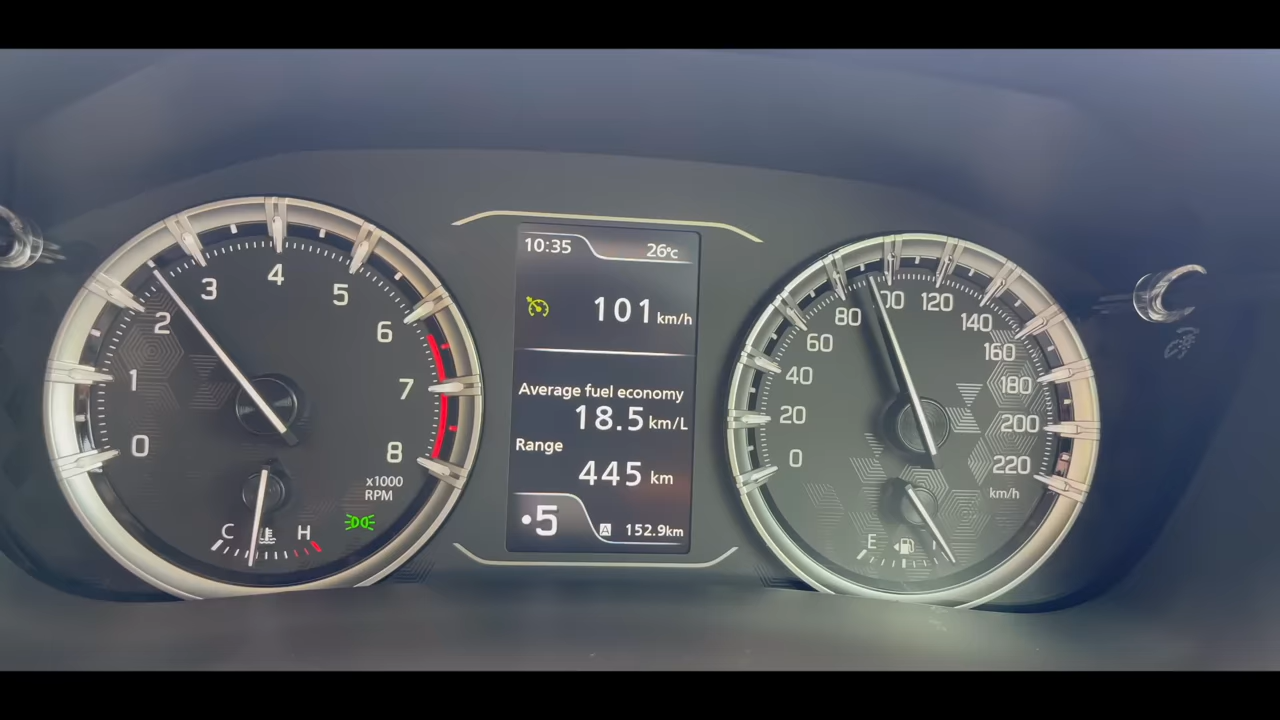 0
1
2
3
4
5
6
7
8
x1000
RPM
C
H
10:35
26°C
101 km/h
Average fuel economy
18.5 km/L
Range
445 km
•5
A 152.9km
0
20
40
60
80
120
140
160
180
200
220
km/h
E